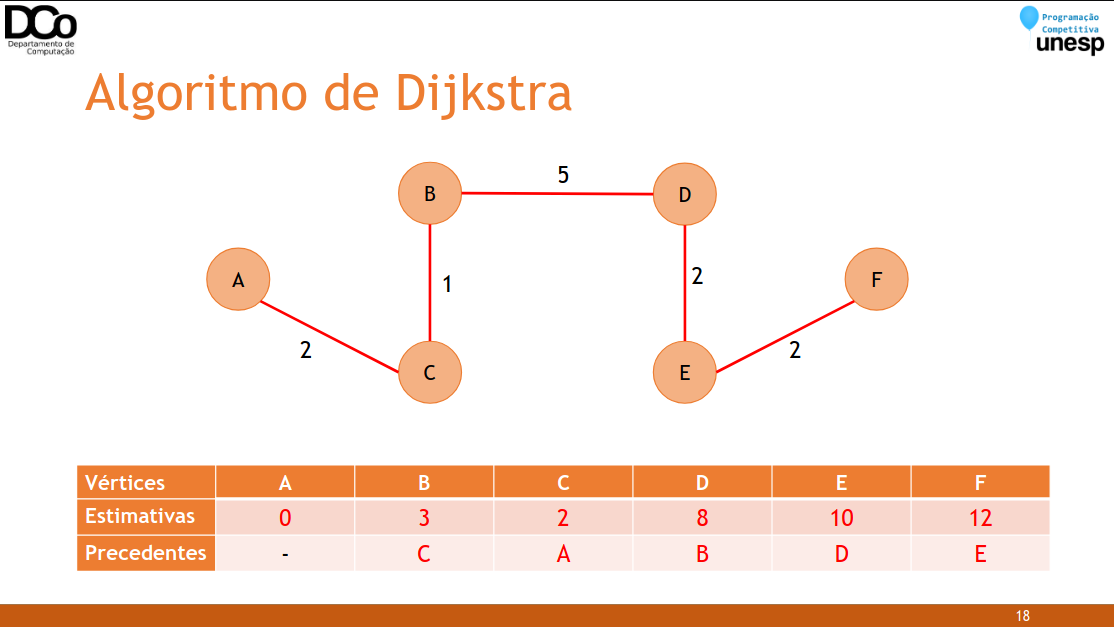 DCo
Departamento de
Computação
Programação
Competitiva
unesp
Algoritmo de Dijkstra
B
5
D
A
1
2
F
2
2
C
E
Vértices A B C D E F
Estimativas 0 3 2 8 10 12
Precedentes - C A B D E
18